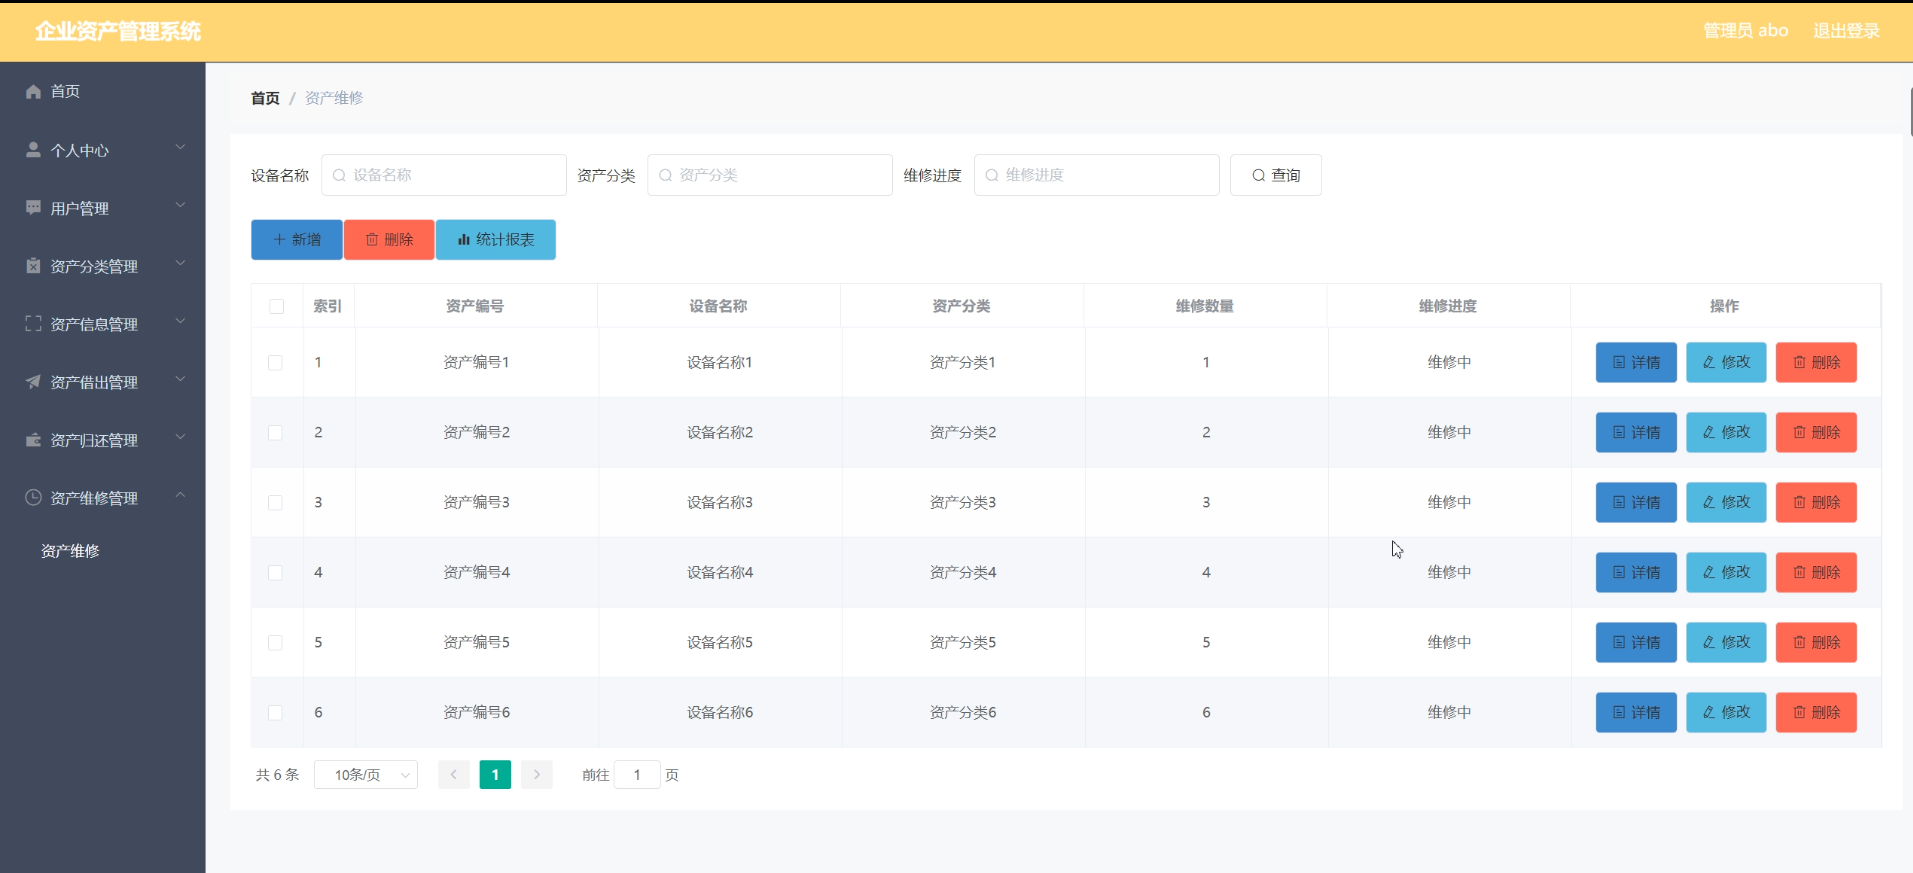 企业资产管理系统
管理员 abo 退出登录
首页
个人中心
用户管理
资产分类管理
资产信息管理
资产借出管理
资产归还管理
资产维修管理
资产维修
首页 / 资产维修
设备名称 设备名称 资产分类 资产分类 维修进度 维修进度 查询
新增 删除 统计报表
索引 资产编号 设备名称 资产分类 维修数量 维修进度 操作
1 资产编号1 设备名称1 资产分类1 1 维修中 详情 修改 删除
2 资产编号2 设备名称2 资产分类2 2 维修中 详情 修改 删除
3 资产编号3 设备名称3 资产分类3 3 维修中 详情 修改 删除
4 资产编号4 设备名称4 资产分类4 4 维修中 详情 修改 删除
5 资产编号5 设备名称5 资产分类5 5 维修中 详情 修改 删除
6 资产编号6 设备名称6 资产分类6 6 维修中 详情 修改 删除
共 6 条 10条/页 1 前往 1 页